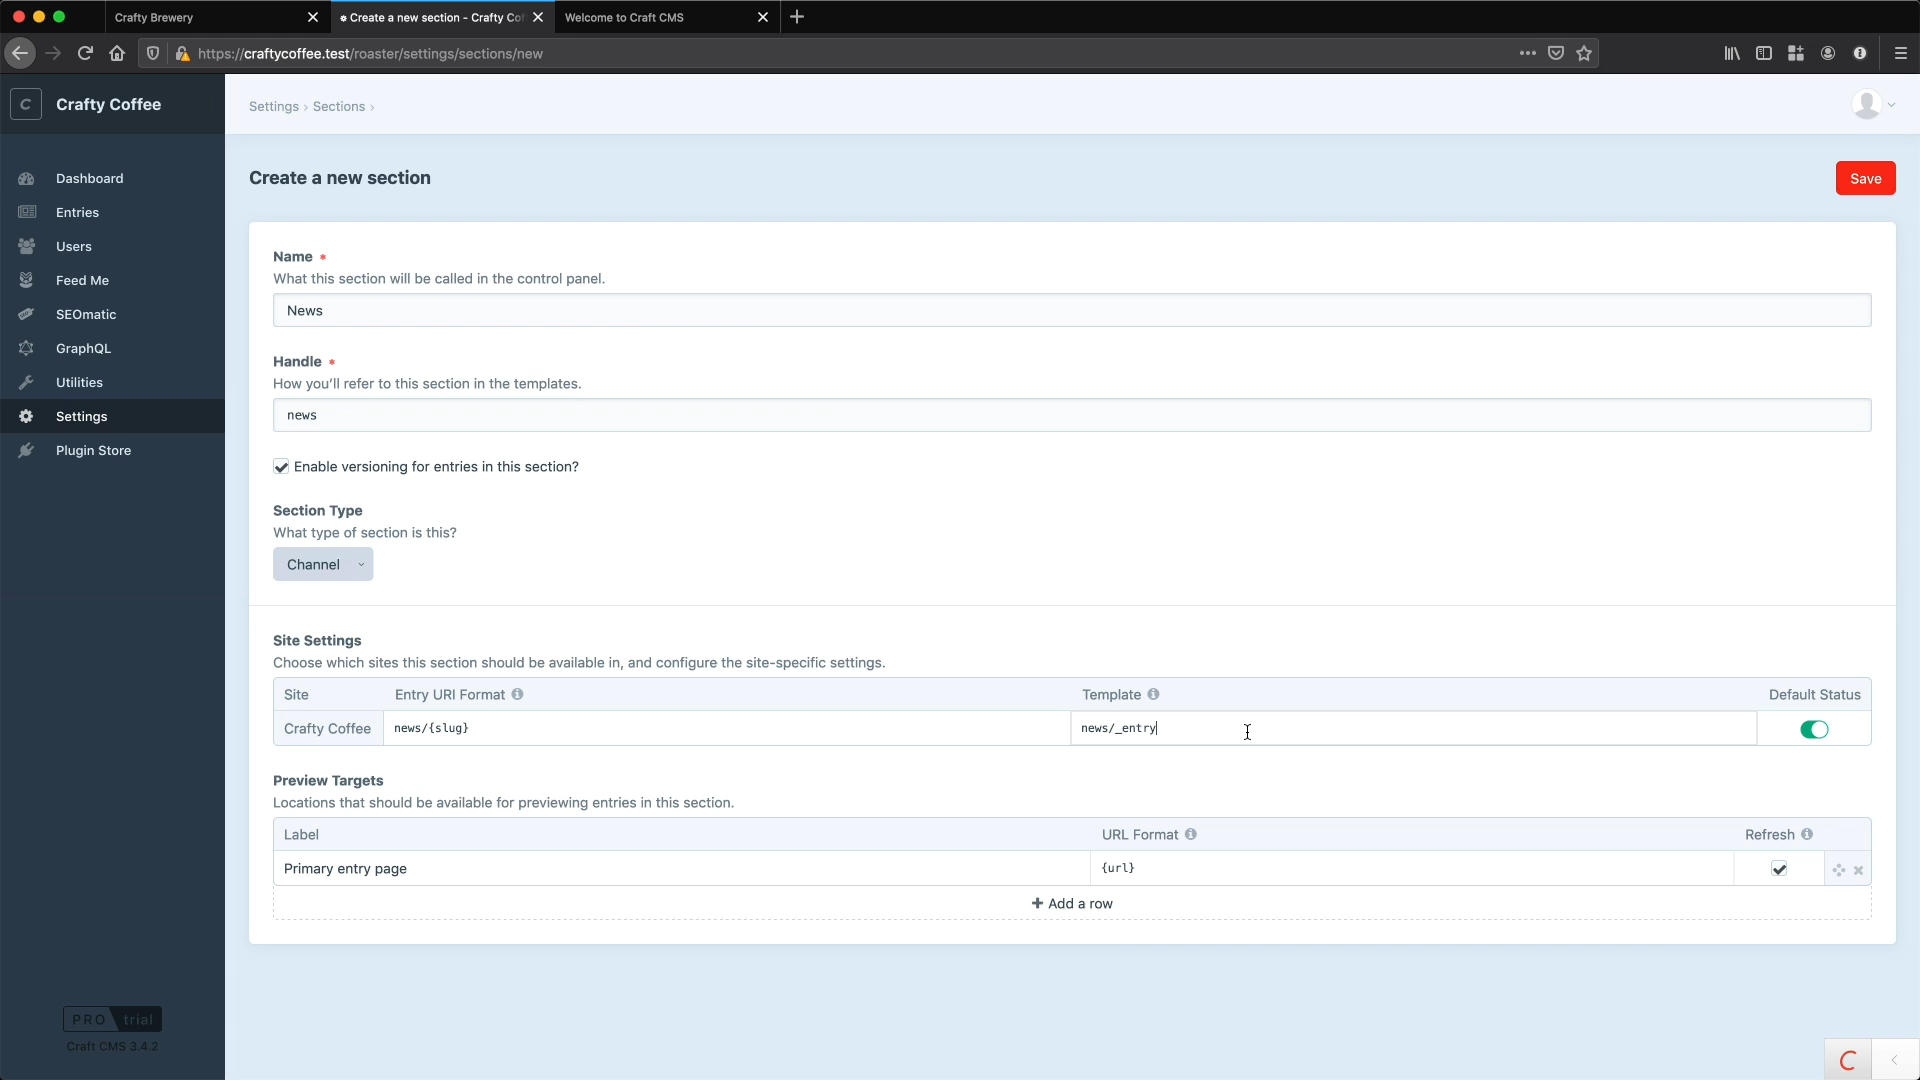 Crafty Brewery
* Create a new section - Crafty Cof
Welcome to Craft CMS
https://craftycoffee.test/roaster/settings/sections/new
C
Crafty Coffee
Settings › Sections ›
Dashboard
Entries
Users
Feed Me
SEOmatic
GraphQL
Utilities
Settings
Plugin Store
Create a new section
Save
Name *
What this section will be called in the control panel.
News
Handle *
How you’ll refer to this section in the templates.
news
Enable versioning for entries in this section?
Section Type
What type of section is this?
Channel
Site Settings
Choose which sites this section should be available in, and configure the site-specific settings.
Site Entry URI Format Template Default Status
Crafty Coffee news/{slug} news/_entry
Preview Targets
Locations that should be available for previewing entries in this section.
Label URL Format Refresh
Primary entry page {url}
+ Add a row
PRO trial
Craft CMS 3.4.2
C